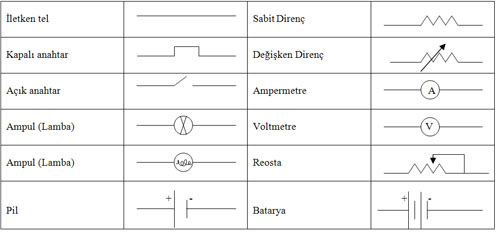 İletken tel
Sabit Direnç
Kapalı anahtar
Değişken Direnç
Açık anahtar
Ampermetre
A
Ampul (Lamba)
Voltmetre
V
Ampul (Lamba)
Reosta
Pil
+ -
Batarya
+ -